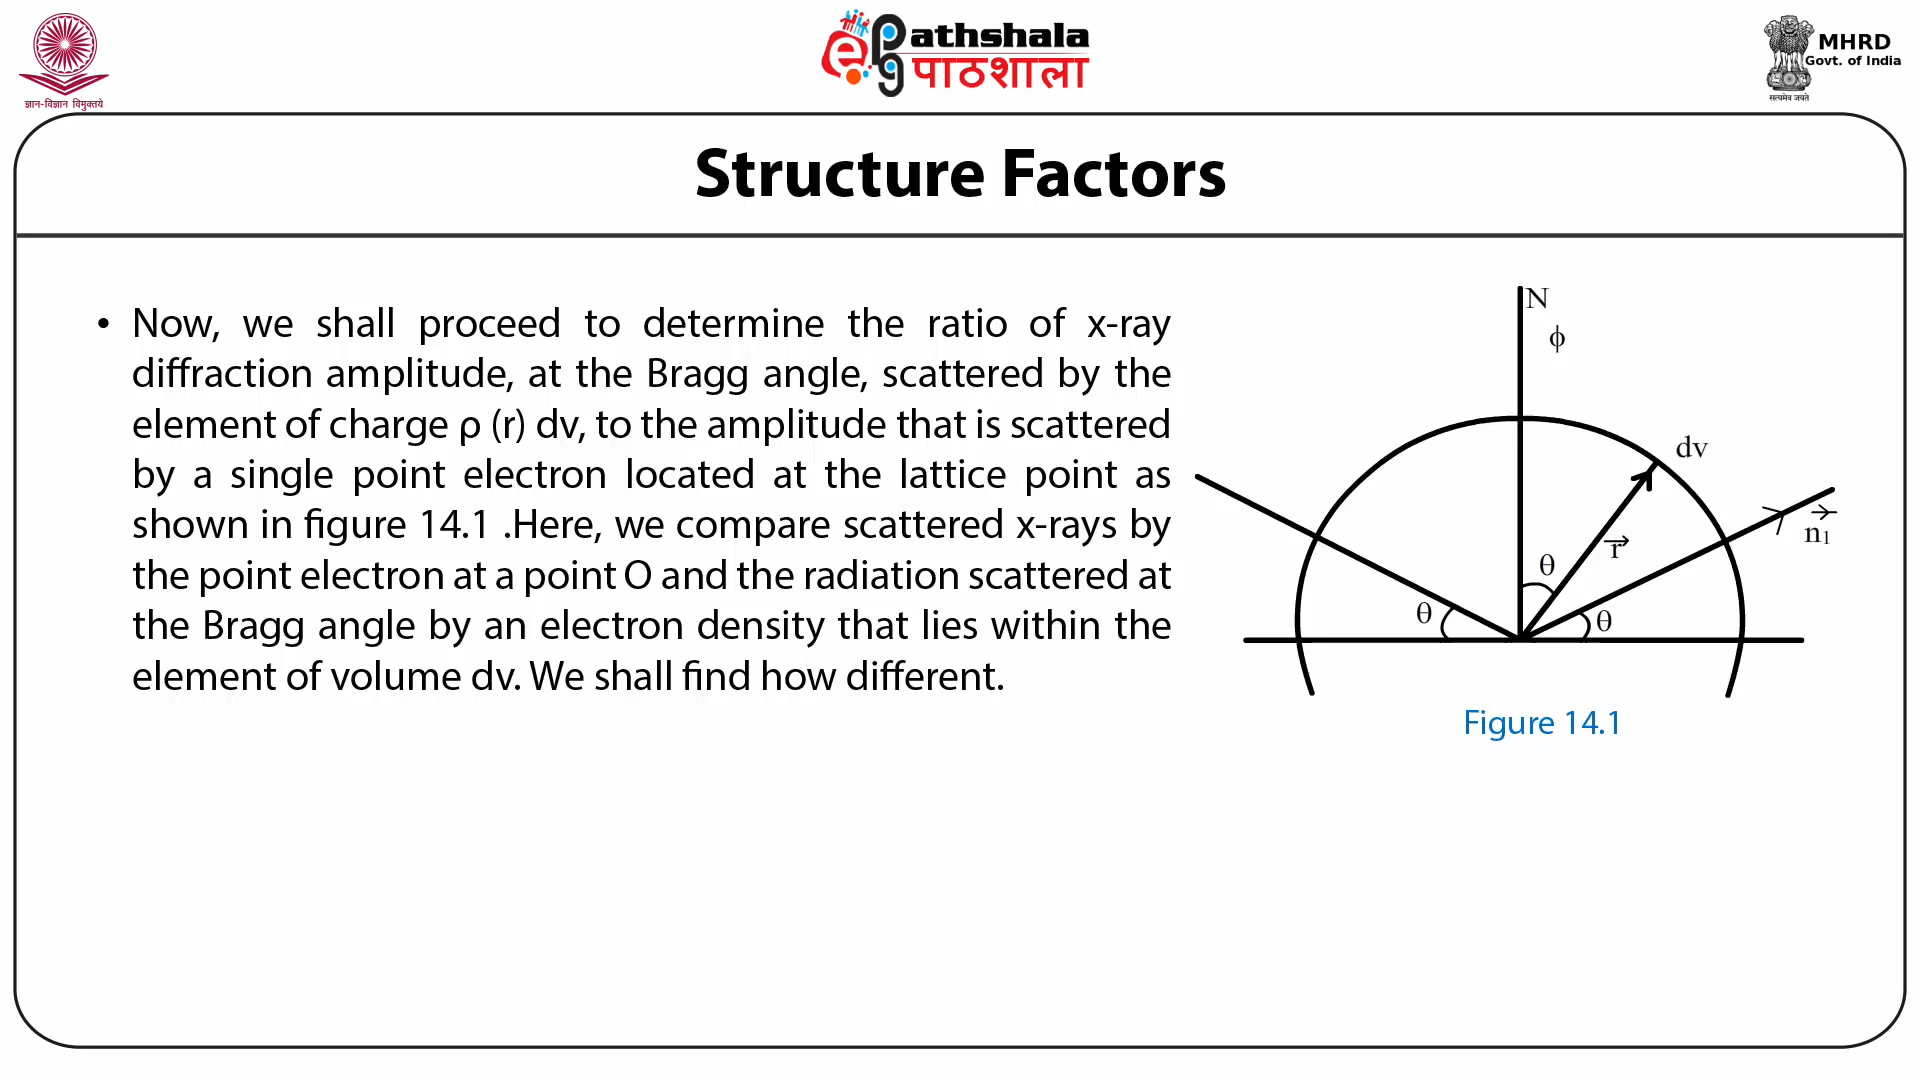 ज्ञान-विज्ञान विमुक्तये
ePathshala
पाठशाला
MHRD
Govt. of India
सत्यमेव जयते
Structure Factors
• Now, we shall proceed to determine the ratio of x-ray
diffraction amplitude, at the Bragg angle, scattered by the
element of charge ρ (r) dv, to the amplitude that is scattered
by a single point electron located at the lattice point as
shown in figure 14.1 .Here, we compare scattered x-rays by
the point electron at a point O and the radiation scattered at
the Bragg angle by an electron density that lies within the
element of volume dv. We shall find how different.
N
ϕ
dv
n₁
r
θ
θ
θ
Figure 14.1